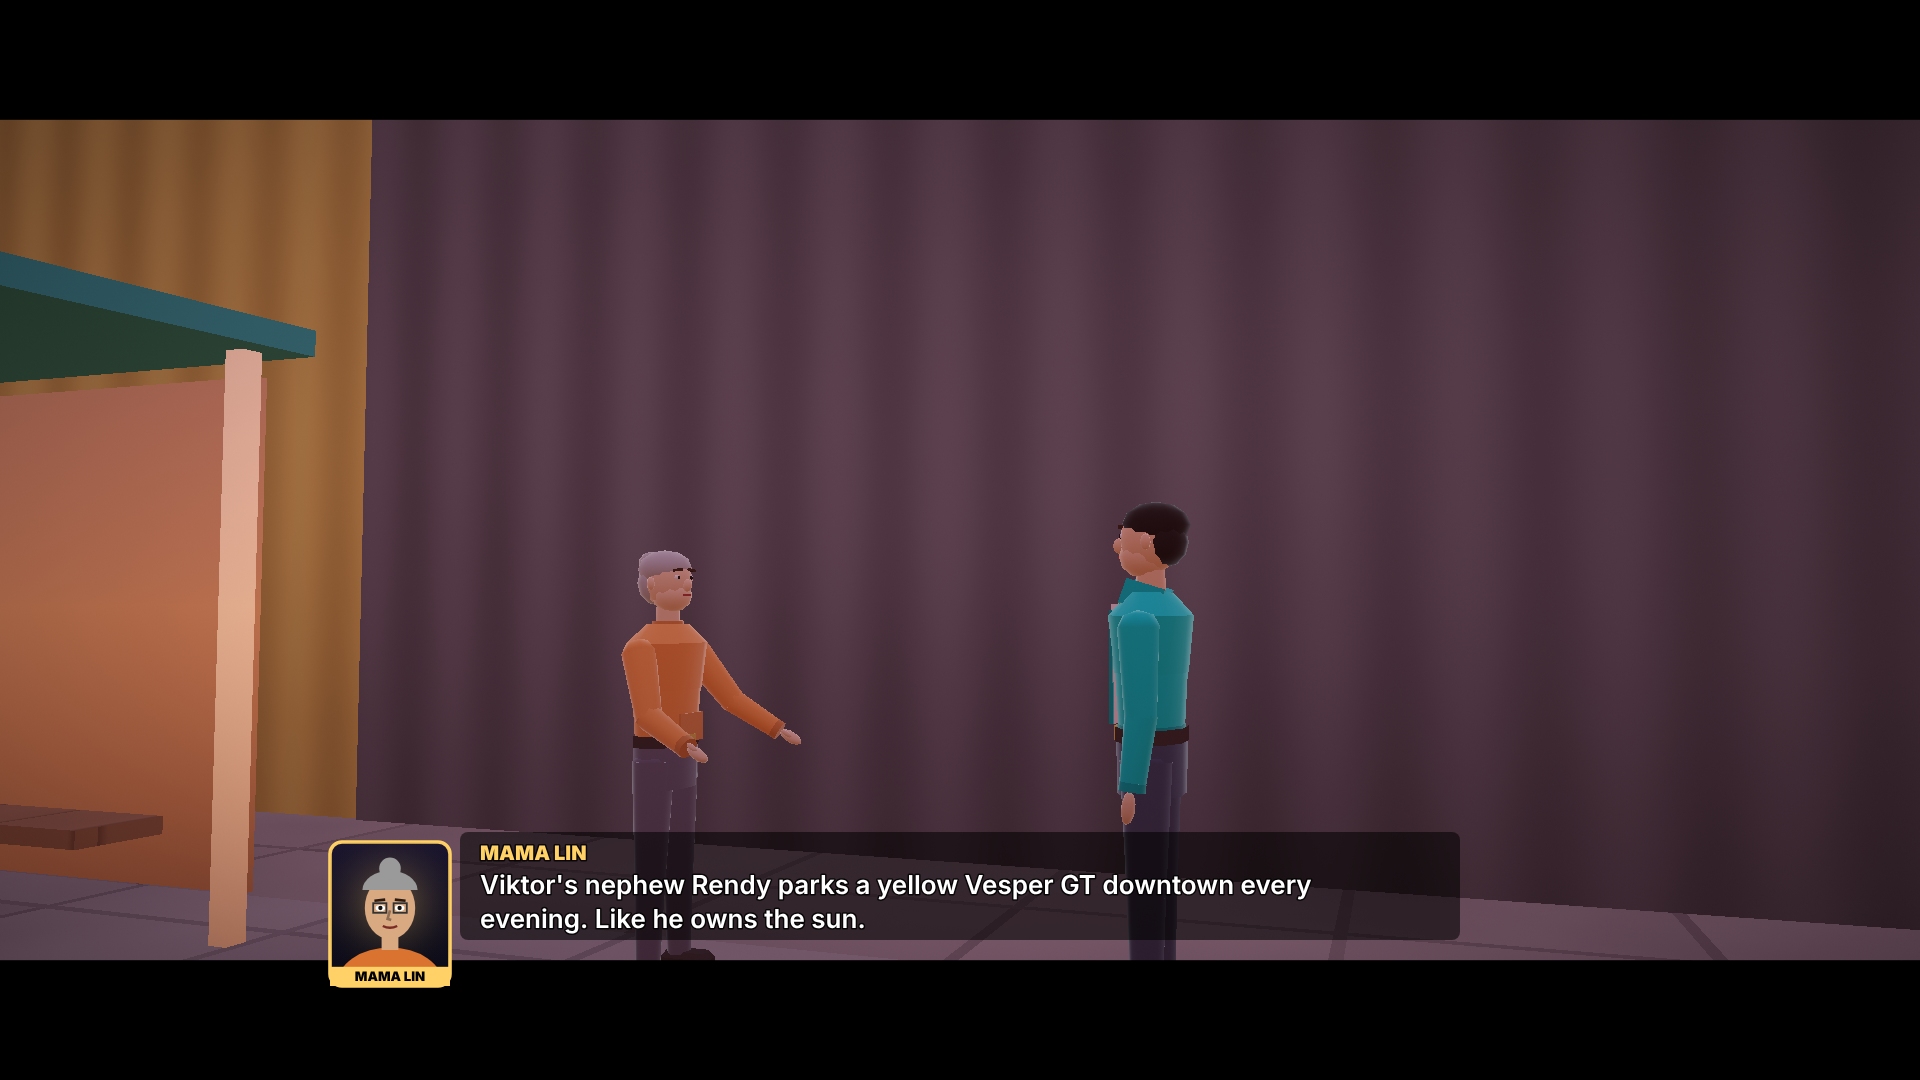 MAMA LIN
Viktor's nephew Rendy parks a yellow Vesper GT downtown every
evening. Like he owns the sun.
MAMA LIN